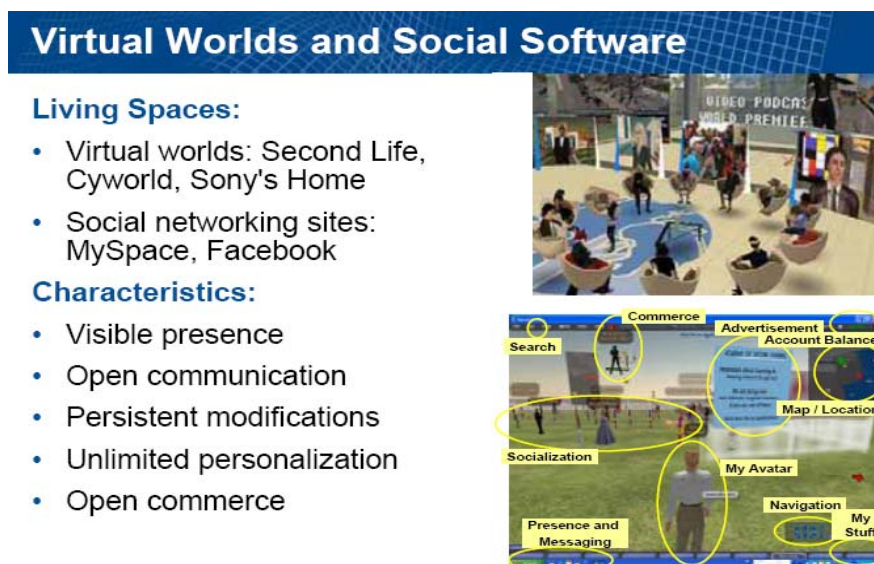 Virtual Worlds and Social Software
Living Spaces:
• Virtual worlds: Second Life,
Cyworld, Sony's Home
• Social networking sites:
MySpace, Facebook
Characteristics:
• Visible presence
• Open communication
• Persistent modifications
• Unlimited personalization
• Open commerce
VIDEO PODCAS
WORLD PREMIER
Commerce
Search
Advertisement
Account Balance
Map / Location
Socialization
My Avatar
Navigation
Presence and
Messaging
My
Stuff